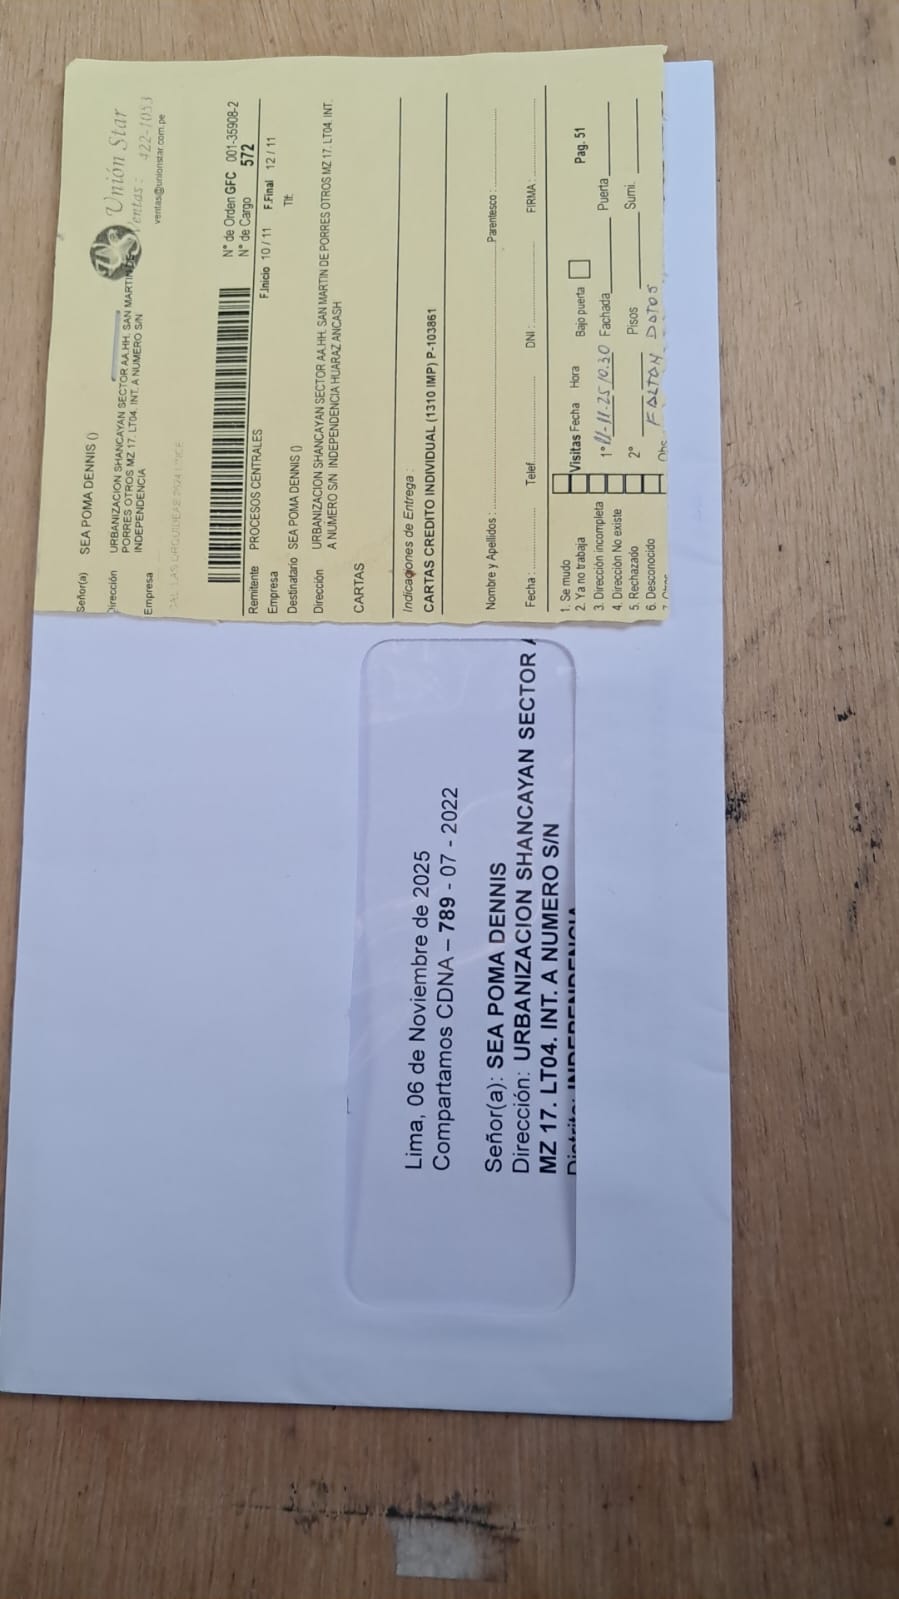 Señor(a) SEA POMA DENNIS ()
Dirección URBANIZACION SHANCAYAN SECTOR AA.HH. SAN MARTIN DE
PORRES OTROS MZ 17. LT04. INT. A NUMERO S/N
INDEPENDENCIA
Empresa
Unión Star
Ventas: 422-1053
ventas@unionstar.com.pe
N° de Orden GFC 001-35908-2
N° de Cargo 572
Remitente PROCESOS CENTRALES F.Inicio 10 / 11 F.Final 12 / 11
Empresa Tlf:
Destinatario SEA POMA DENNIS ()
Dirección URBANIZACION SHANCAYAN SECTOR AA.HH. SAN MARTIN DE PORRES OTROS MZ 17. LT04. INT.
A NUMERO S/N INDEPENDENCIA HUARAZ ANCASH
CARTAS
Indicaciones de Entrega :
CARTAS CREDITO INDIVIDUAL (1310 IMP) P-103861
Nombre y Apellidos : Parentesco :
Fecha : Telef DNI : FIRMA:
1. Se mudo Visitas Fecha Hora Bajo puerta Pag. 51
2. Ya no trabaja
3. Dirección incompleta 1° 11-11-25 10:30 Fachada Puerta
4. Dirección No existe
5. Rechazado 2° Pisos Sumi.
6. Desconocido FALTAN DATOS
7. Otros Obs.
Lima, 06 de Noviembre de 2025
Compartamos CDNA – 789 - 07 - 2022
Señor(a): SEA POMA DENNIS
Dirección: URBANIZACION SHANCAYAN SECTOR A
MZ 17. LT04. INT. A NUMERO S/N
Distrito: INDEPENDENCIA